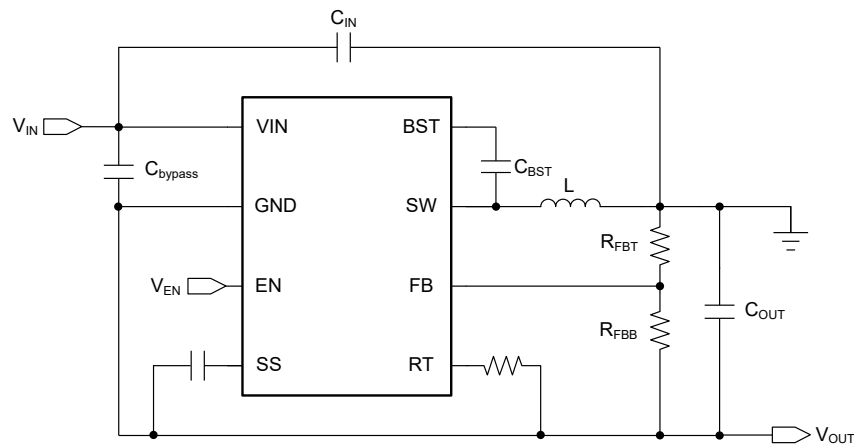 C_IN
V_IN
VIN
BST
C_bypass
C_BST
L
GND
SW
R_FBT
V_EN
EN
FB
C_OUT
R_FBB
SS
RT
V_OUT